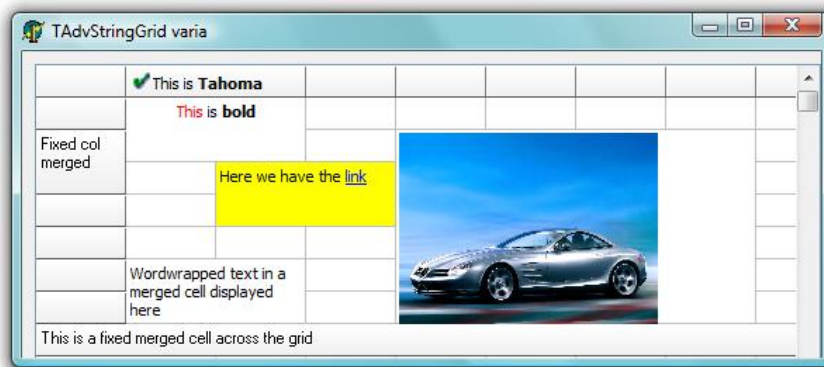 TAdvStringGrid varia
This is Tahoma
This is bold
Fixed col
merged
Here we have the link
Wordwrapped text in a
merged cell displayed
here
This is a fixed merged cell across the grid